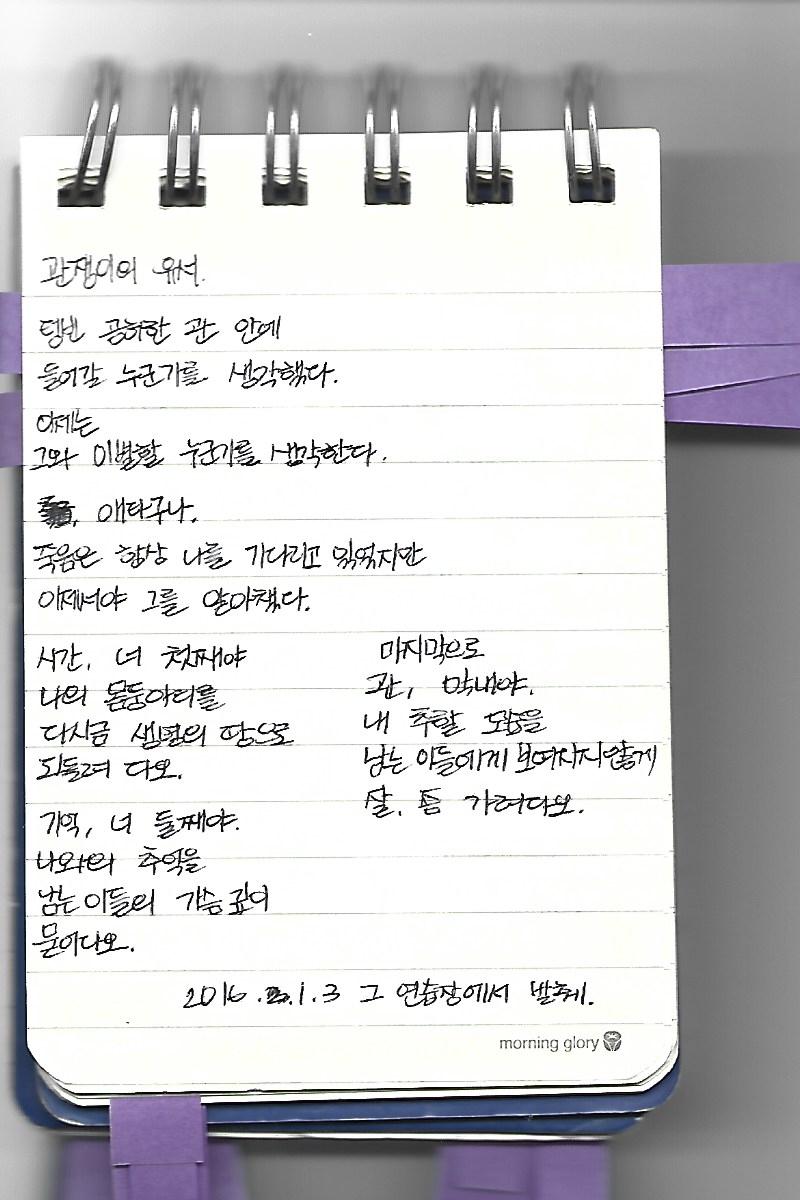 관쟁이의 유서.
텅빈 공허한 관 안에
들어갈 누군가를 생각했다.
이제는
그와 이별할 누군가를 생각한다.
애타구나.
죽음은 항상 나를 기다리고 있었지만
이제서야 그를 알아챘다.
시간, 너 첫째야
나의 몸뚱아리를
다시금 생명의 땅으로
되돌려 다오.
기억, 너 둘째야.
나와의 추억을
남는 이들의 가슴 깊이
묻어다오.
마지막으로
관, 막내야.
내 추할 모습을
남는 이들에게 보여지지 않게
살. 좀 가려다오.
2016. 1. 3 그 연습장에서 발췌.
morning glory